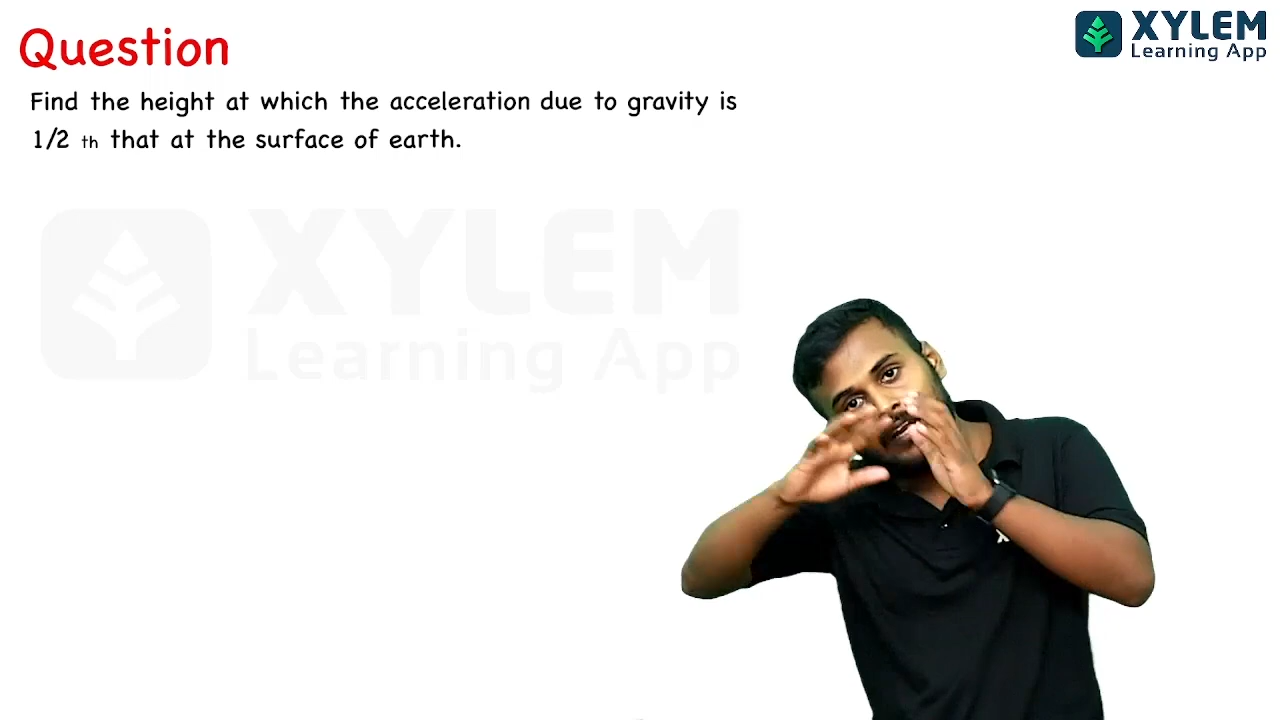 Question
XYLEM
Learning App
Find the height at which the acceleration due to gravity is
1/2 th that at the surface of earth.
XYLEM
Learning App